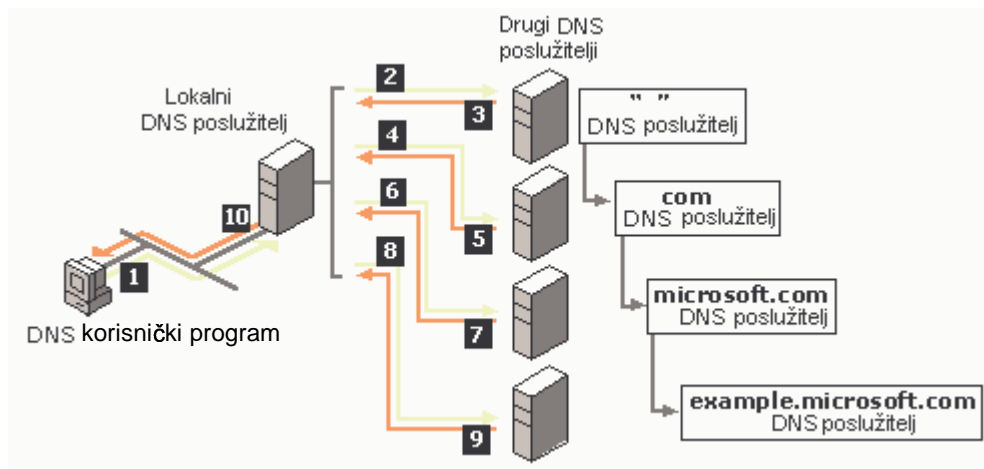 Drugi DNS
poslužitelji
Lokalni
DNS poslužitelj
DNS korisnički program
1
2
3
4
5
6
7
8
9
10
" "
DNS poslužitelj
com
DNS poslužitelj
microsoft.com
DNS poslužitelj
example.microsoft.com
DNS poslužitelj